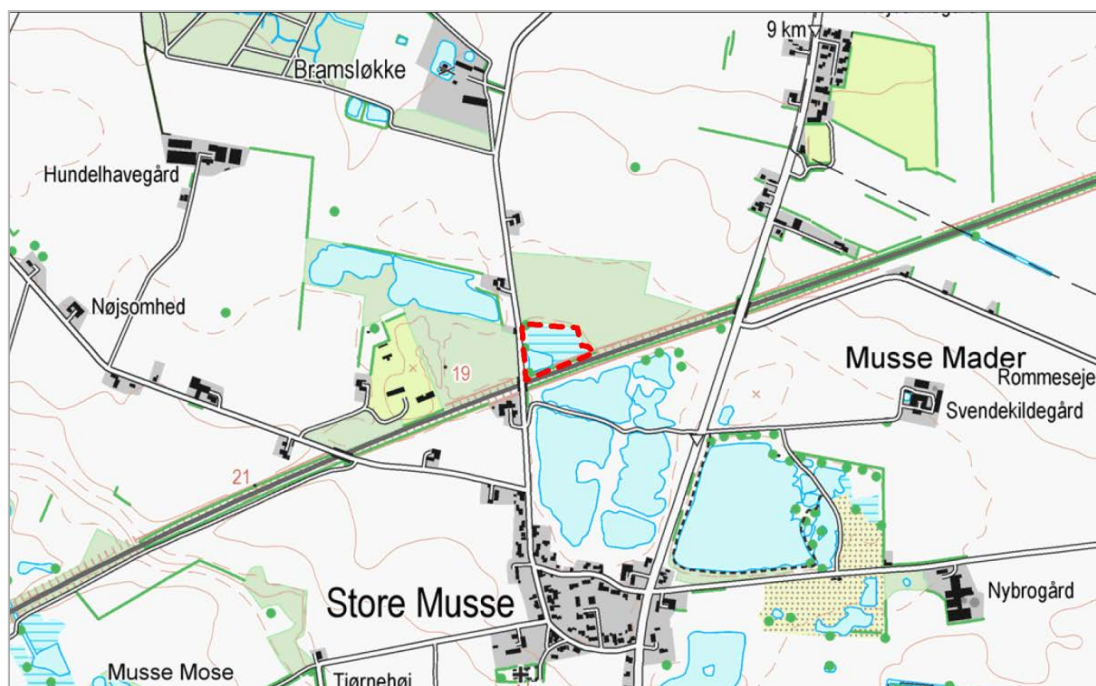 9 km
Bramsløkke
Hundelhavegård
Nøjsomhed
19
Musse Mader
Rommeseje
Svendekildegård
21
Store Musse
Nybrogård
Musse Mose
Tjørnehøj